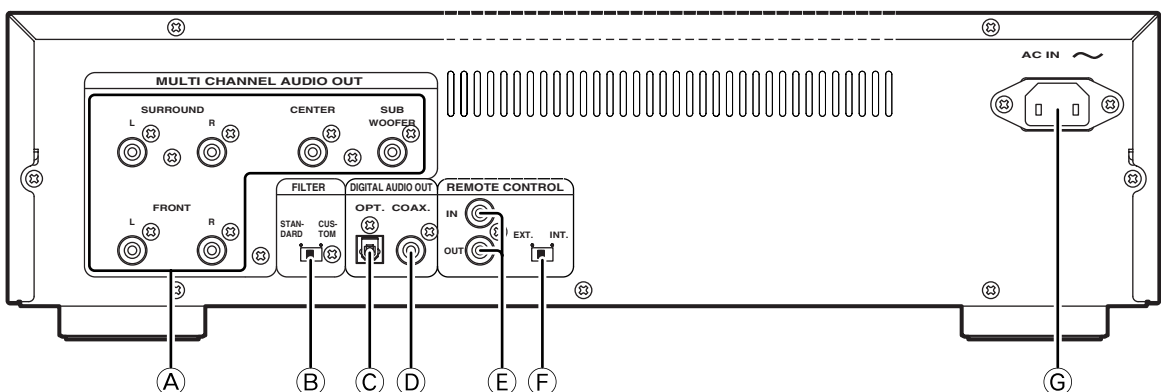 AC IN
MULTI CHANNEL AUDIO OUT
SURROUND
L R
CENTER
SUB
WOOFER
FRONT
L R
FILTER
STAN-
DARD
CUS-
TOM
DIGITAL AUDIO OUT
OPT. COAX.
REMOTE CONTROL
IN
OUT
EXT. INT.
A B C D E F G